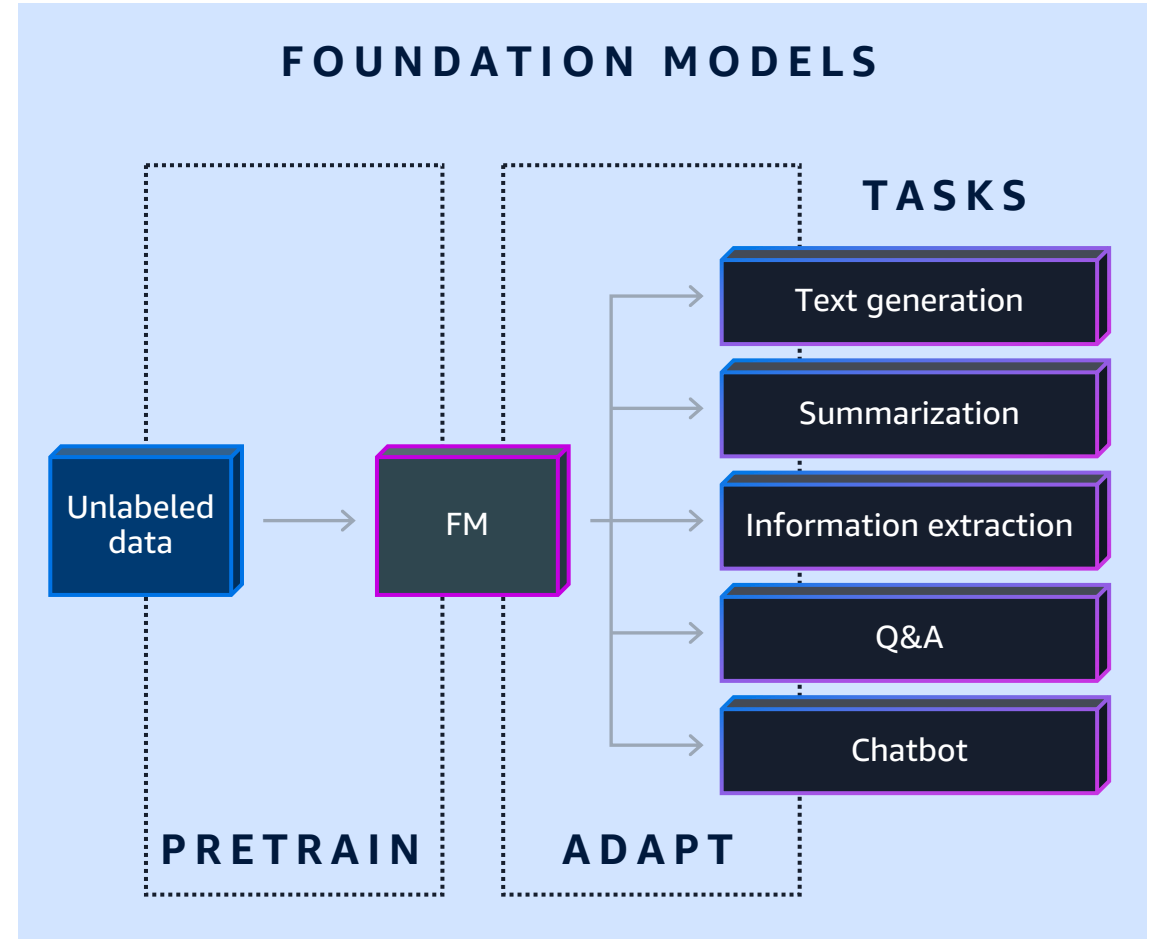 FOUNDATION MODELS
TASKS
Text generation
Summarization
Unlabeled
data
FM
Information extraction
Q&A
Chatbot
PRETRAIN
ADAPT